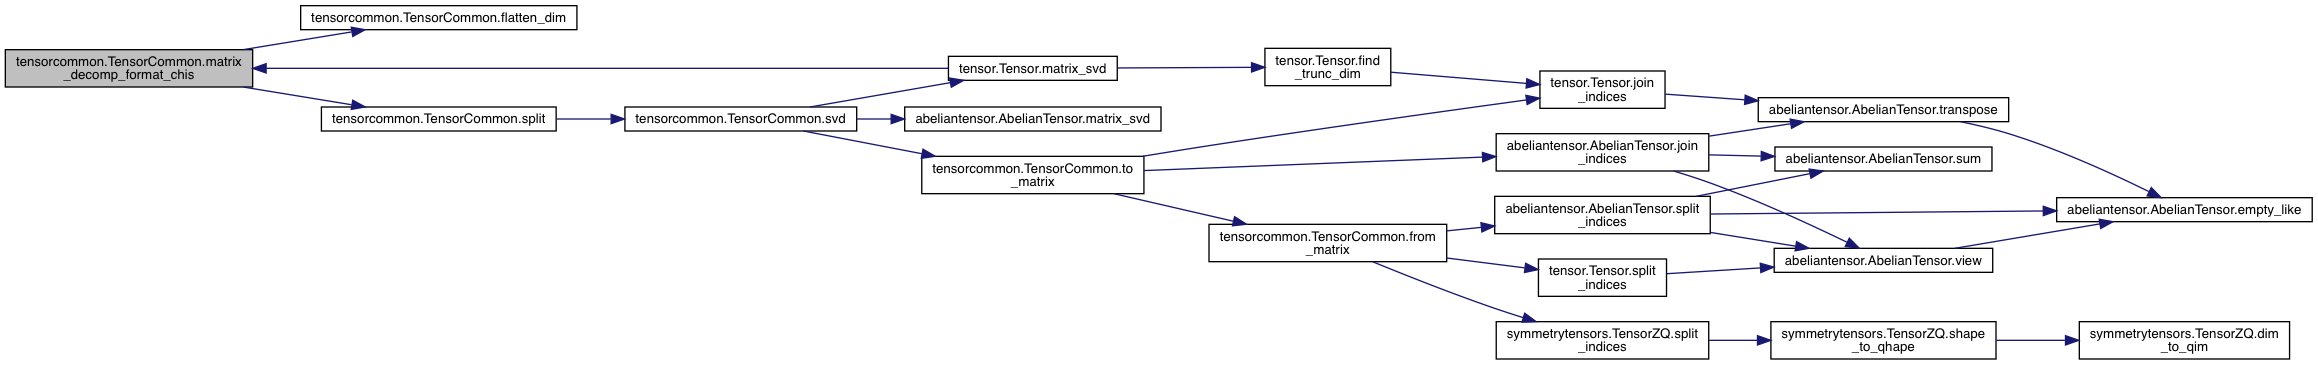 tensorcommon.TensorCommon.matrix
_decomp_format_chis
tensorcommon.TensorCommon.flatten_dim
tensorcommon.TensorCommon.split
tensorcommon.TensorCommon.svd
tensor.Tensor.matrix_svd
abeliantensor.AbelianTensor.matrix_svd
tensorcommon.TensorCommon.to
_matrix
tensor.Tensor.find
_trunc_dim
tensorcommon.TensorCommon.from
_matrix
tensor.Tensor.join
_indices
abeliantensor.AbelianTensor.join
_indices
abeliantensor.AbelianTensor.split
_indices
tensor.Tensor.split
_indices
symmetrytensors.TensorZQ.split
_indices
abeliantensor.AbelianTensor.transpose
abeliantensor.AbelianTensor.sum
abeliantensor.AbelianTensor.view
symmetrytensors.TensorZQ.shape
_to_qhape
abeliantensor.AbelianTensor.empty_like
symmetrytensors.TensorZQ.dim
_to_qim